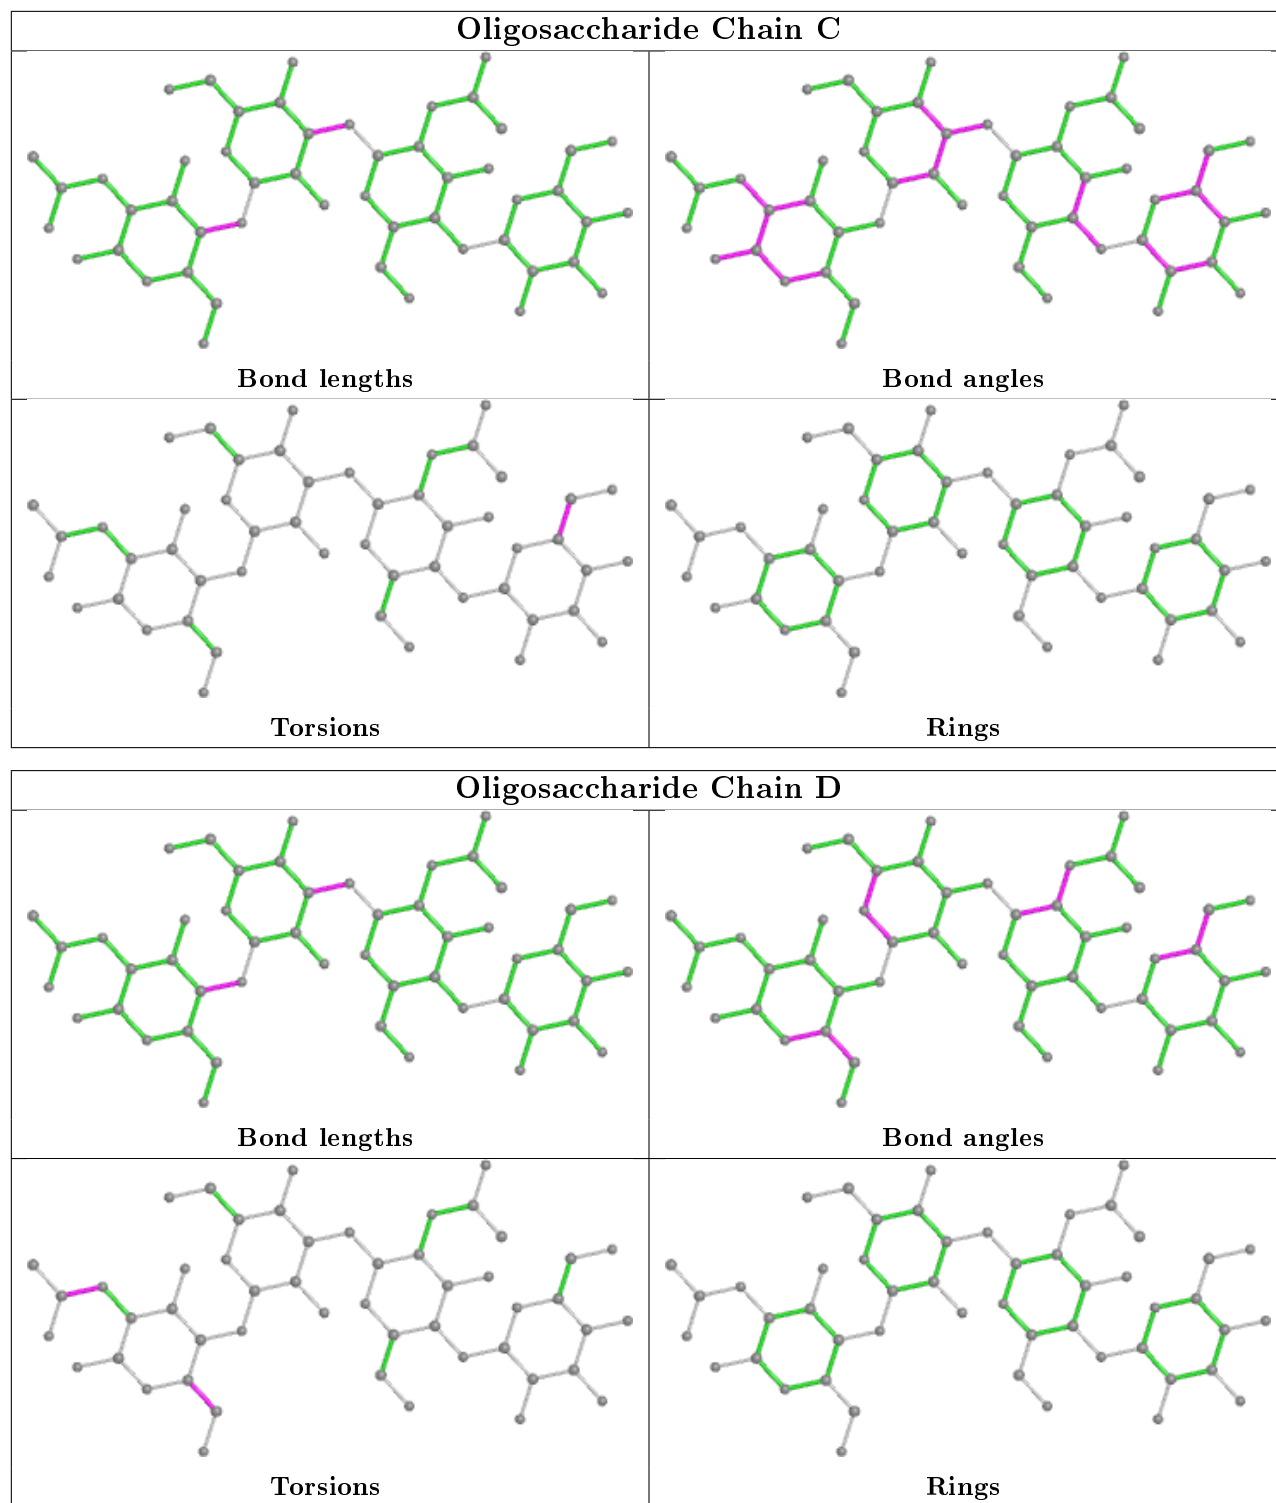 Oligosaccharide Chain C
Bond lengths
Bond angles
Torsions
Rings
Oligosaccharide Chain D
Bond lengths
Bond angles
Torsions
Rings